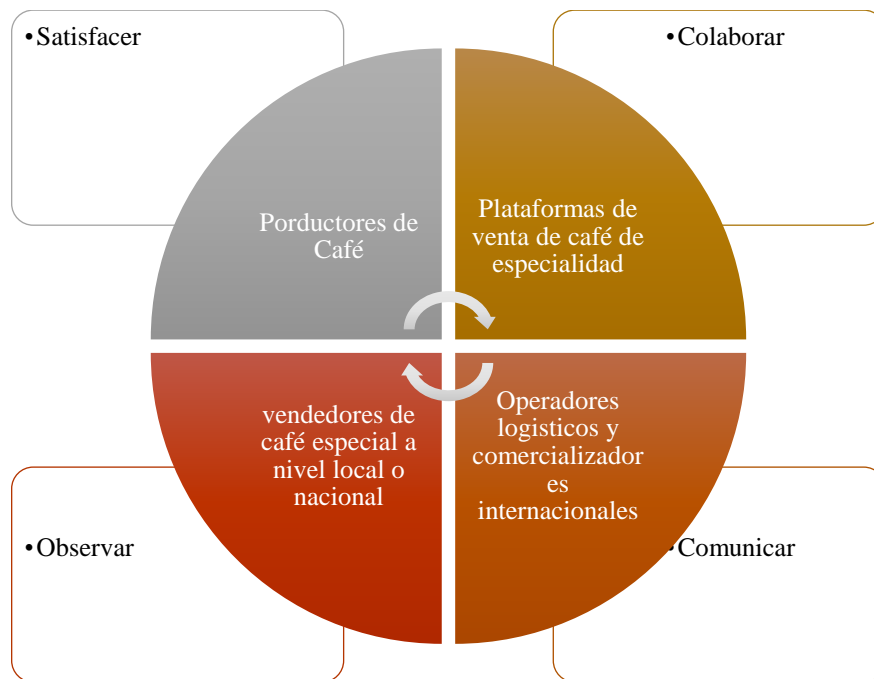 •Satisfacer
•Colaborar
Porductores de
Café
Plataformas de
venta de café de
especialidad
vendedores de
café especial a
nivel local o
nacional
Operadores
logisticos y
comercializador
es
internacionales
•Observar
•Comunicar